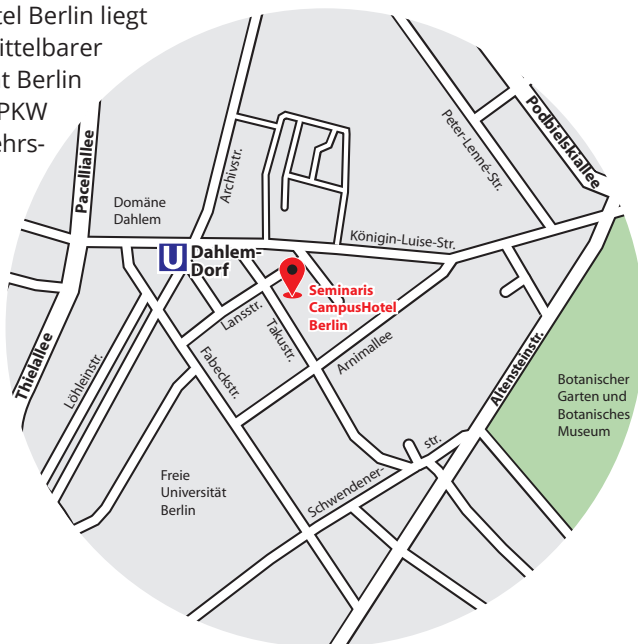 tel Berlin liegt
ittelbarer
t Berlin
PKW
ehrs-
Pacelliallee
Domäne
Dahlem
Archivstr.
Peter-Lenné-Str.
Podbielskiallee
Königin-Luise-Str.
U Dahlem-
Dorf
Seminaris
CampusHotel
Berlin
Lansstr.
Takustr.
Arnimallee
Thielallee
Löhleinstr.
Fabeckstr.
Altensteinstr.
Botanischer
Garten und
Botanisches
Museum
Freie
Universität
Berlin
Schwendener-
str.